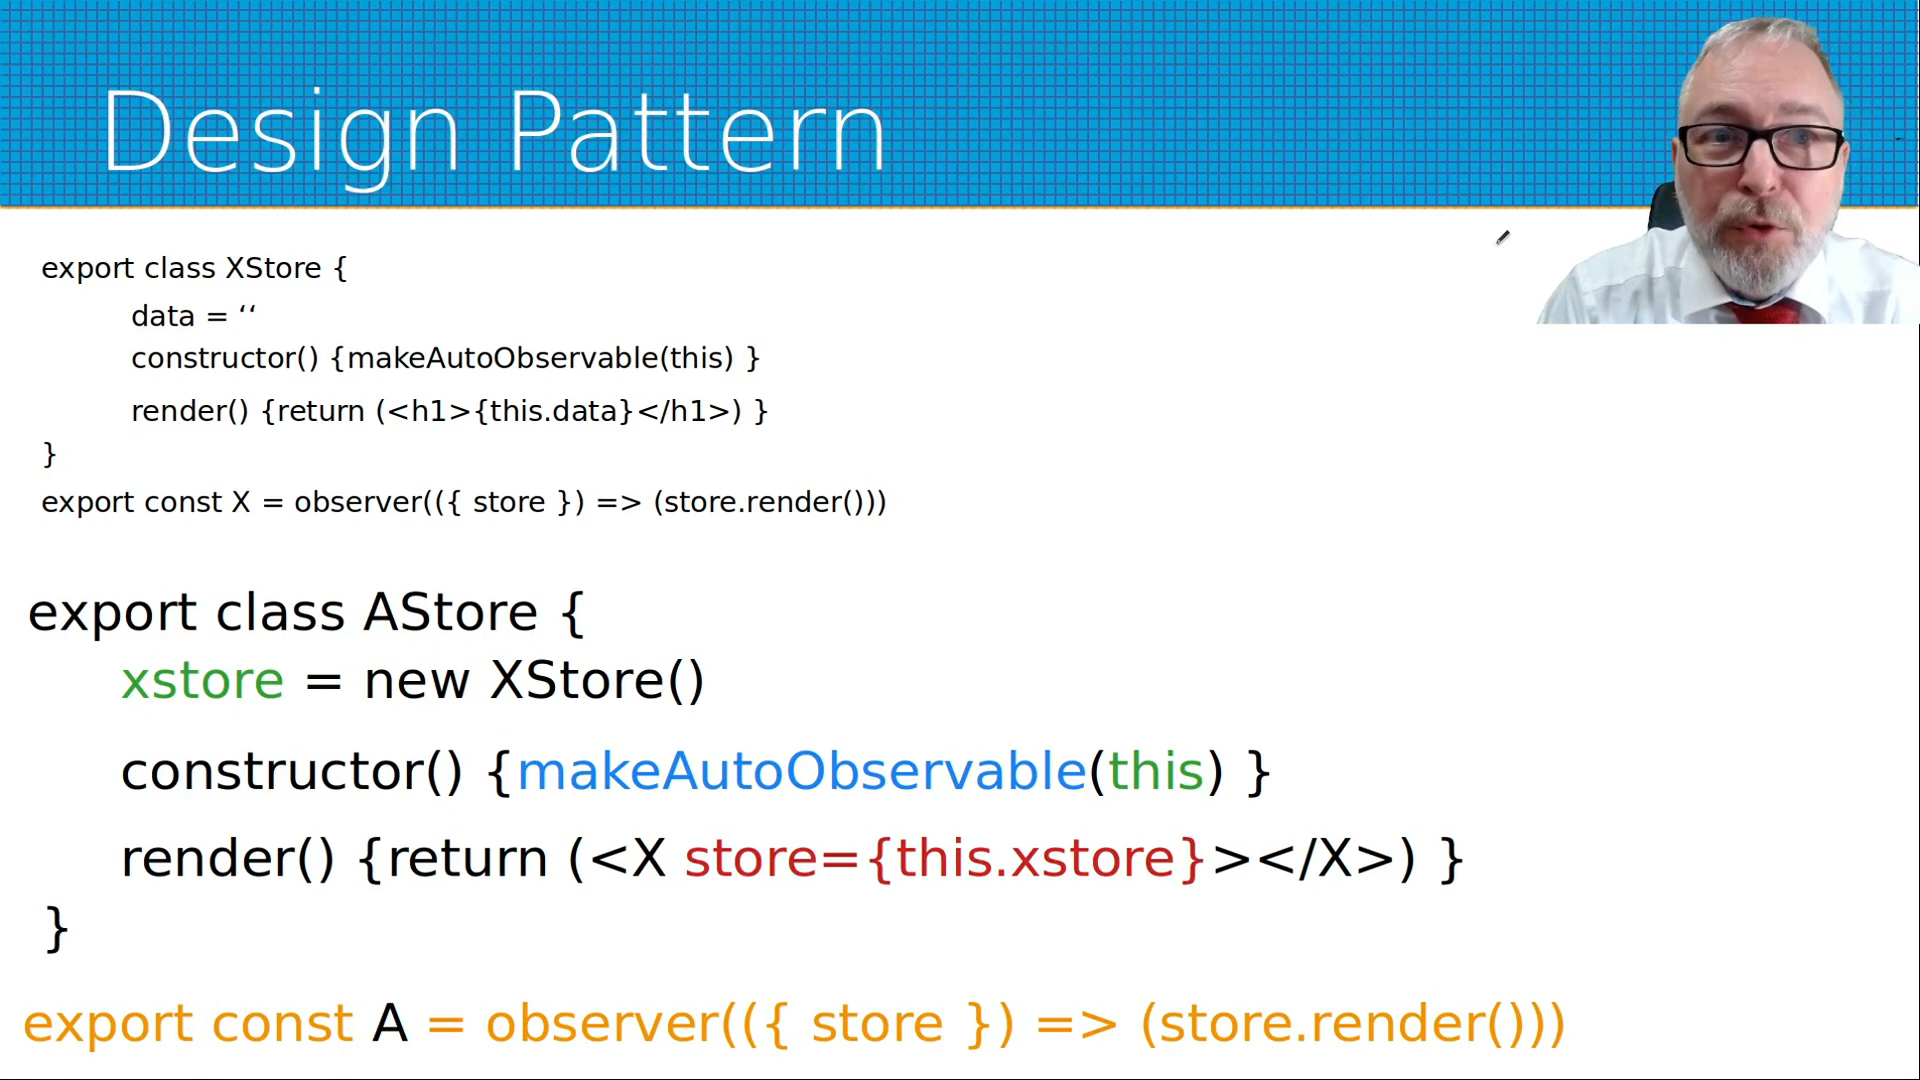 Design Pattern
export class XStore {
data = ‘‘
constructor() {makeAutoObservable(this) }
render() {return (<h1>{this.data}</h1>) }
}
export const X = observer(({ store }) => (store.render()))
export class AStore {
xstore = new XStore()
constructor() {makeAutoObservable(this) }
render() {return (<X store={this.xstore}></X>) }
}
export const A = observer(({ store }) => (store.render()))